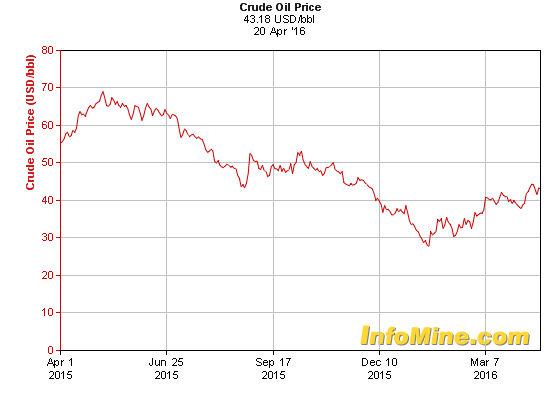 Crude Oil Price
43.18 USD/bbl
20 Apr '16
Crude Oil Price (USD/bbl)
80
70
60
50
40
30
20
10
0
InfoMine.com
Apr 1
2015
Jun 25
2015
Sep 17
2015
Dec 10
2015
Mar 7
2016